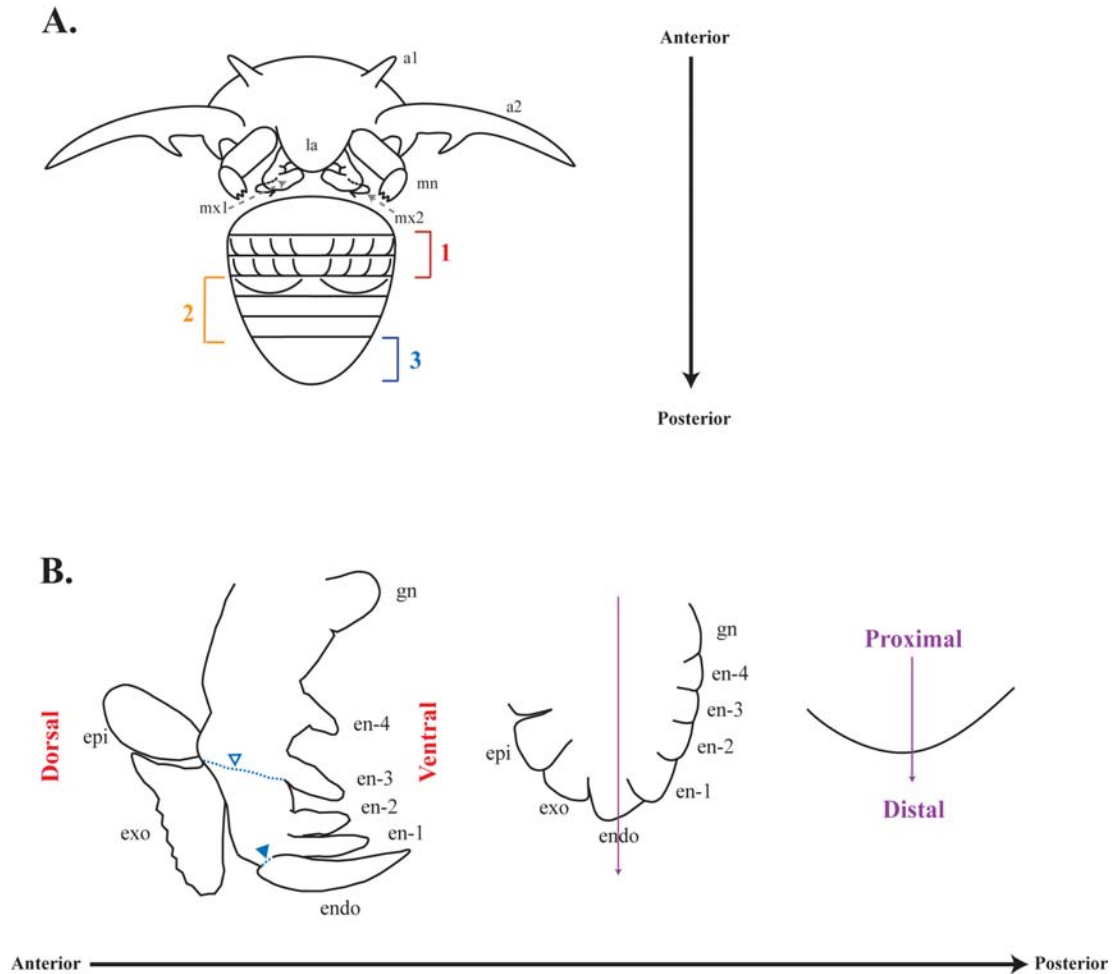 A.
Anterior
a1
a2
la
mn
mx1
mx2
1
2
3
Posterior
B.
gn
en-4
en-3
en-2
en-1
endo
exo
epi
Dorsal
Ventral
gn
en-4
en-3
en-2
en-1
endo
exo
epi
Proximal
Distal
Anterior
Posterior